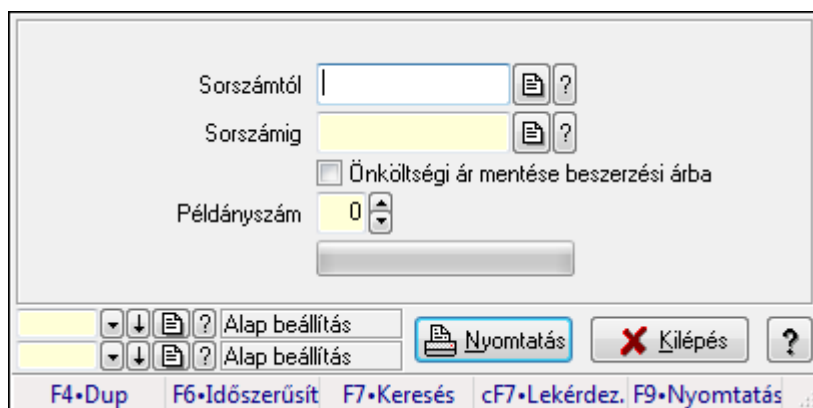 Sorszámtól ?
Sorszámig ?
Önköltségi ár mentése beszerzési árba
Példányszám 0
? Alap beállítás
? Alap beállítás
Nyomtatás Kilépés ?
F4•Dup F6•Időszerűsít F7•Keresés cF7•Lekérdez. F9•Nyomtatás